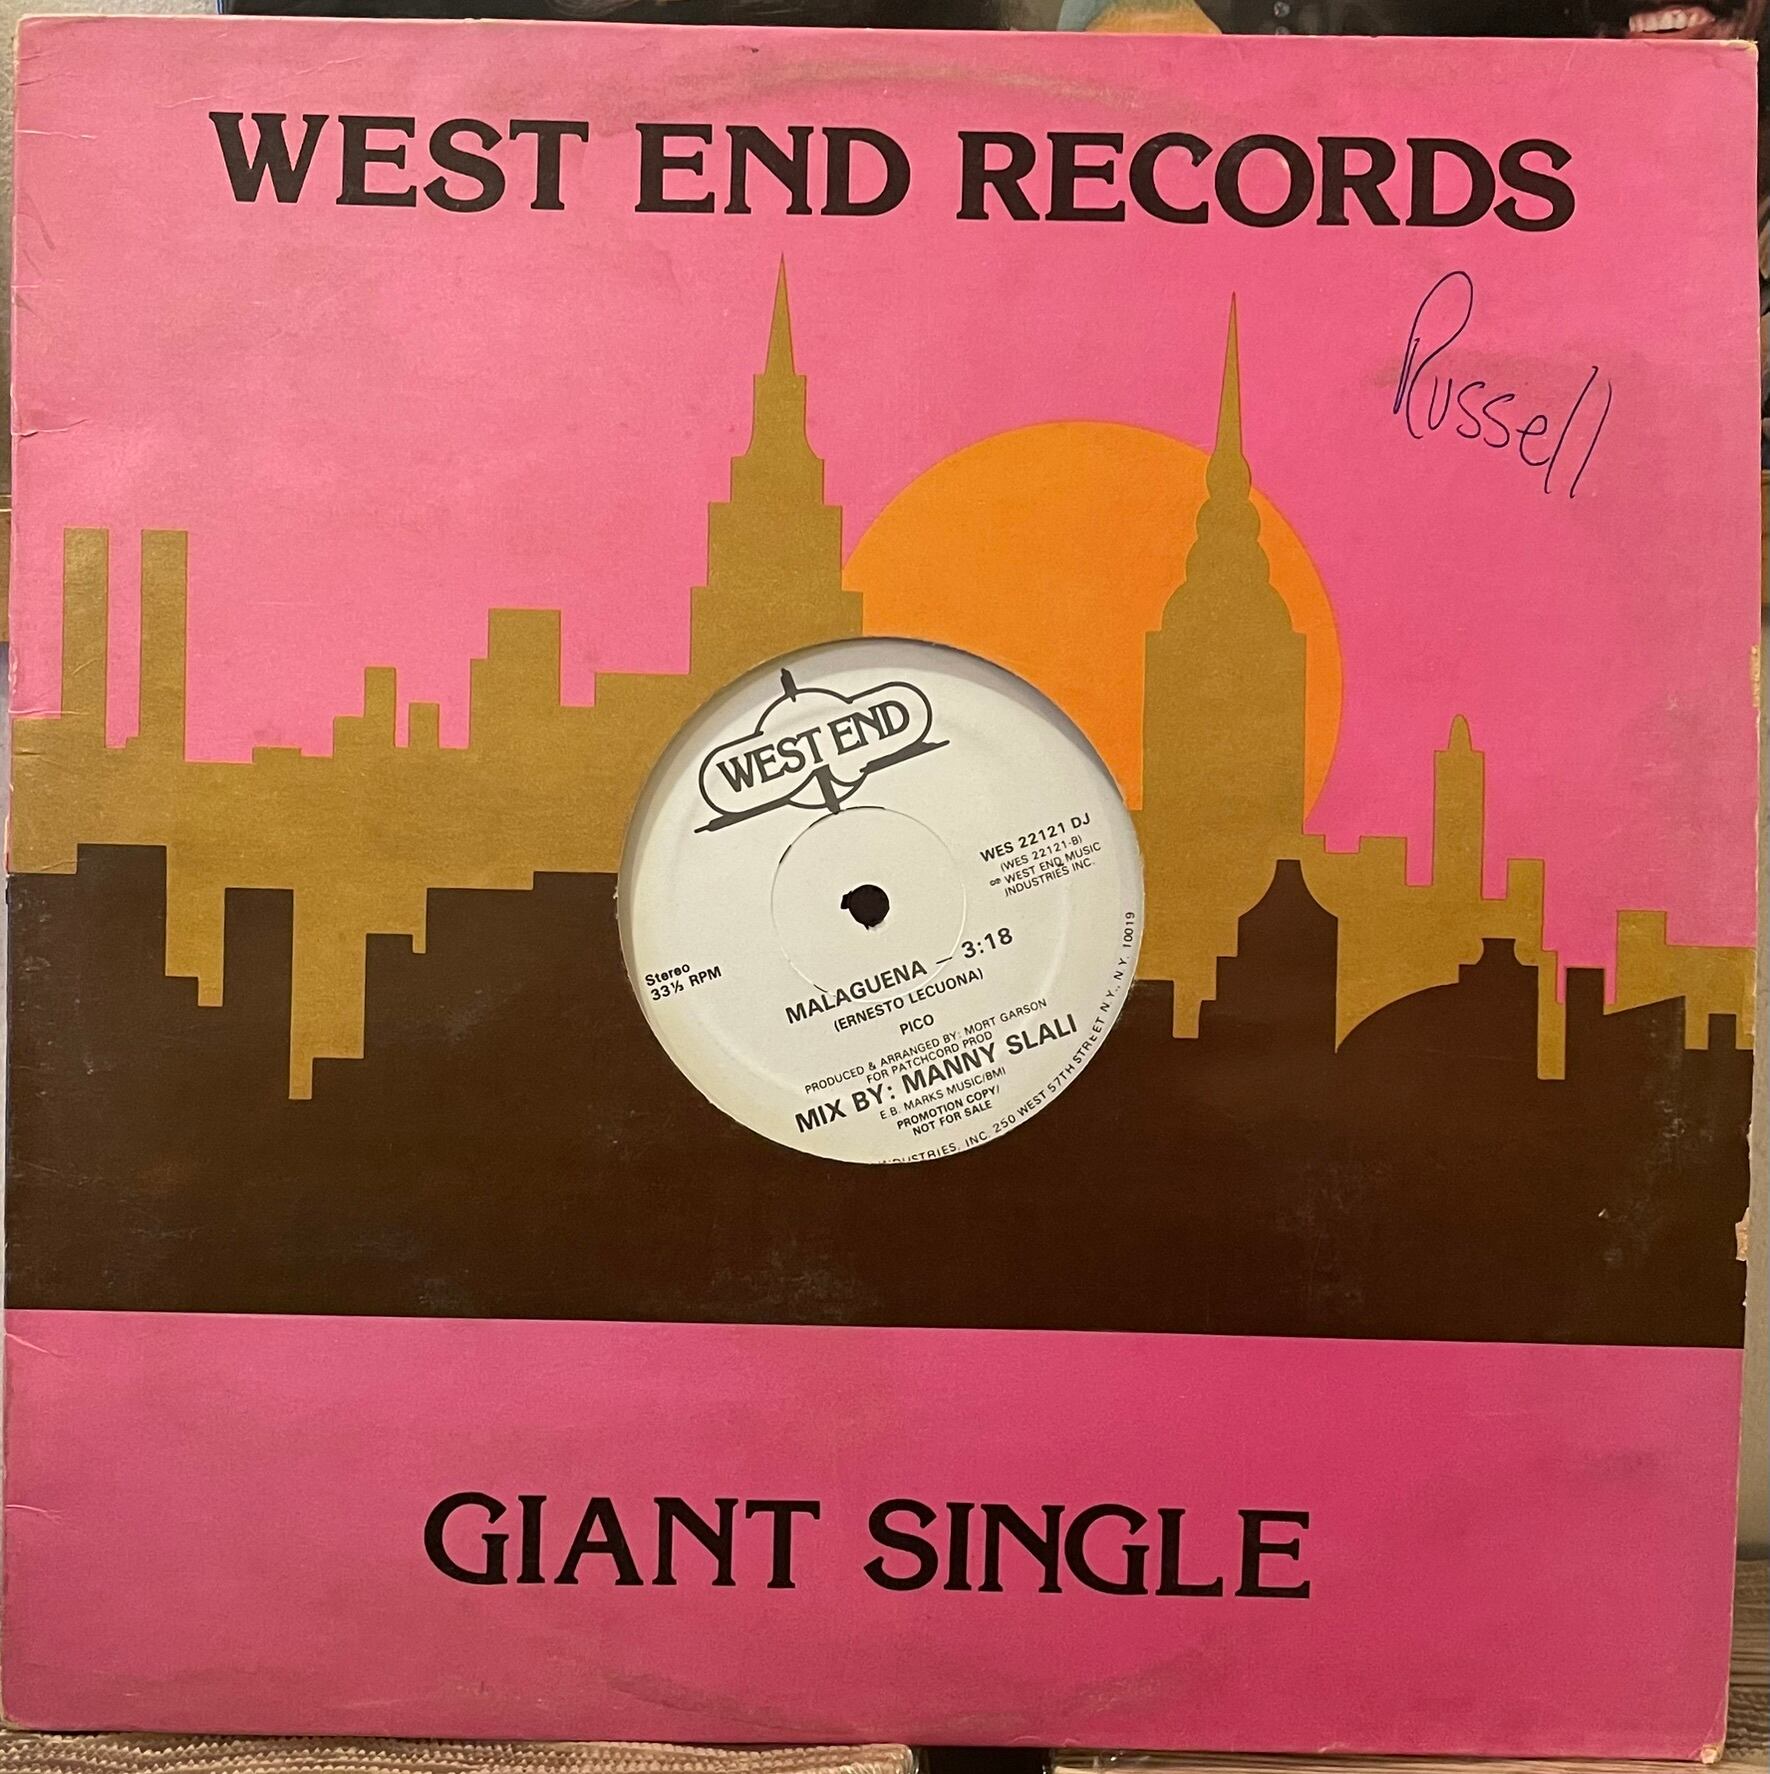 WEST END RECORDS
Russell
WEST END
WES 22121 DJ
(WES 22121-B)
℗© WEST END MUSIC
INDUSTRIES INC.
Stereo
33⅓ RPM
MALAGUENA — 3:18
(ERNESTO LECUONA)
PICO
PRODUCED & ARRANGED BY: MORT GARSON
FOR PATCHCORD PROD
MIX BY: MANNY SLALI
E.B. MARKS MUSIC/BMI
PROMOTION COPY/
NOT FOR SALE
INDUSTRIES, INC. 250 WEST 57TH STREET N.Y., N.Y. 10019
GIANT SINGLE